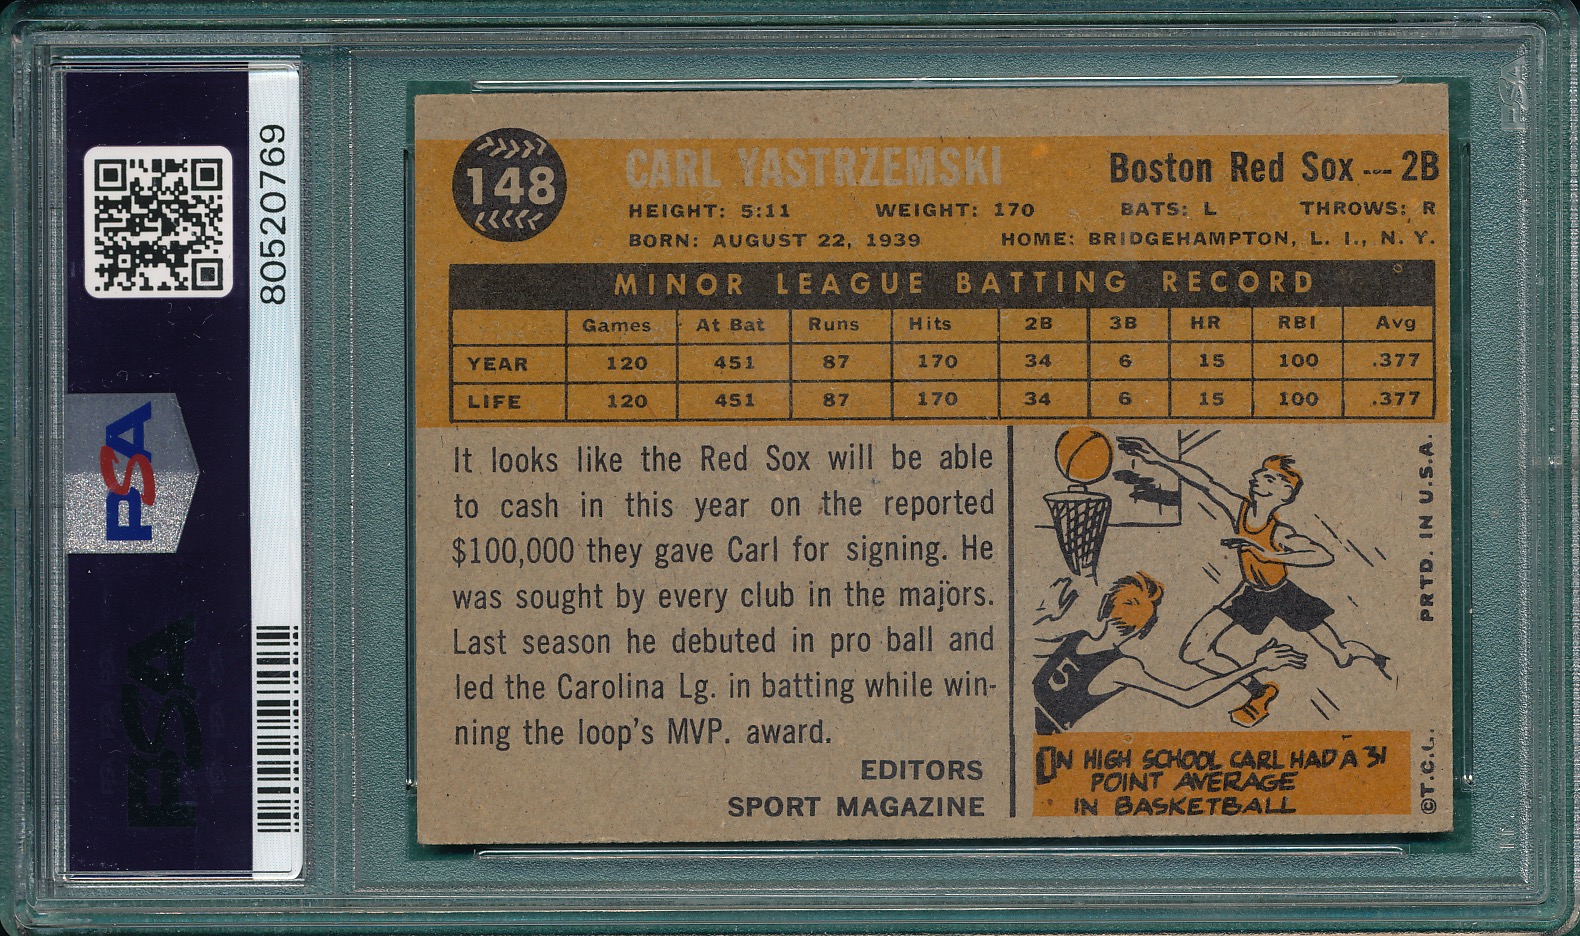 80520769
PSA
PSA
148
CARL YASTRZEMSKI
Boston Red Sox --- 2B
HEIGHT: 5:11 WEIGHT: 170 BATS: L THROWS: R
BORN: AUGUST 22, 1939 HOME: BRIDGEHAMPTON, L. I., N. Y.
MINOR LEAGUE BATTING RECORD
Games At Bat Runs Hits 2B 3B HR RBI Avg
YEAR 120 451 87 170 34 6 15 100 .377
LIFE 120 451 87 170 34 6 15 100 .377
It looks like the Red Sox will be able
to cash in this year on the reported
$100,000 they gave Carl for signing. He
was sought by every club in the majors.
Last season he debuted in pro ball and
led the Carolina Lg. in batting while win-
ning the loop's MVP. award.
EDITORS
SPORT MAGAZINE
5
IN HIGH SCHOOL CARL HAD A 31
POINT AVERAGE
IN BASKETBALL
PRTD. IN U.S.A.
©T.C.G.
PSA